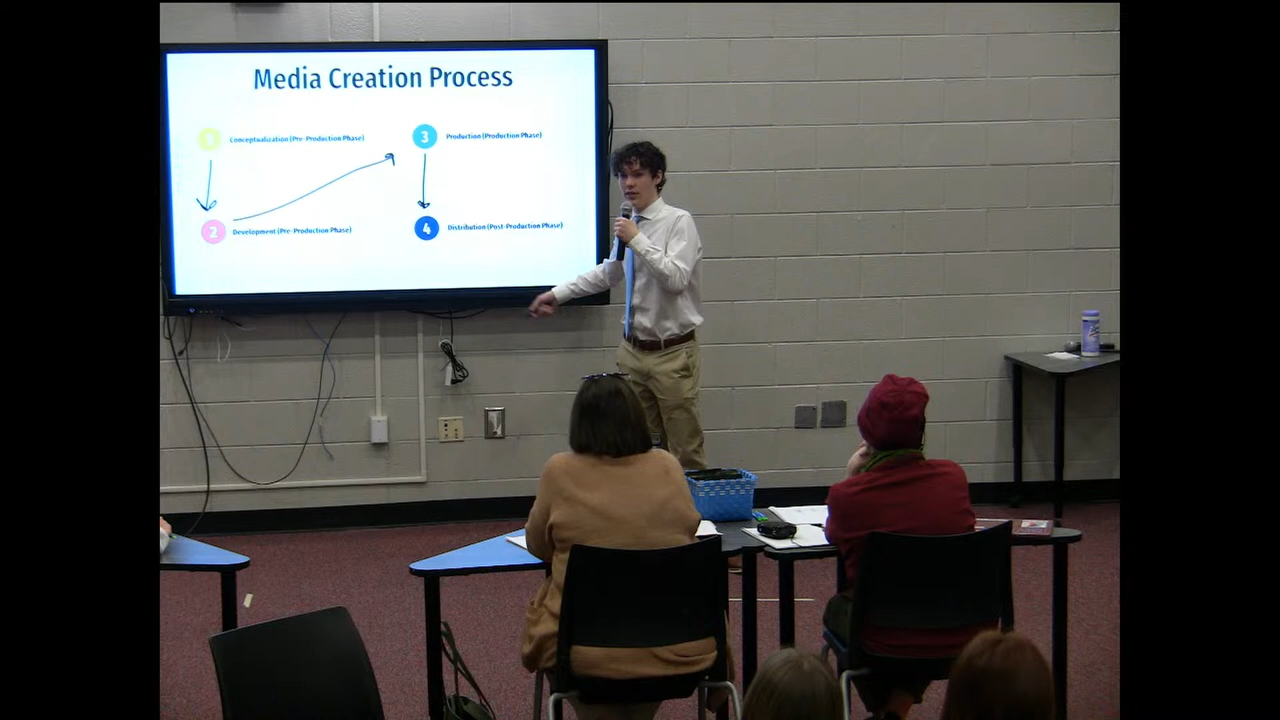 Media Creation Process
1 Conceptualization (Pre-Production Phase)
2 Development (Pre-Production Phase)
3 Production (Production Phase)
4 Distribution (Post-Production Phase)